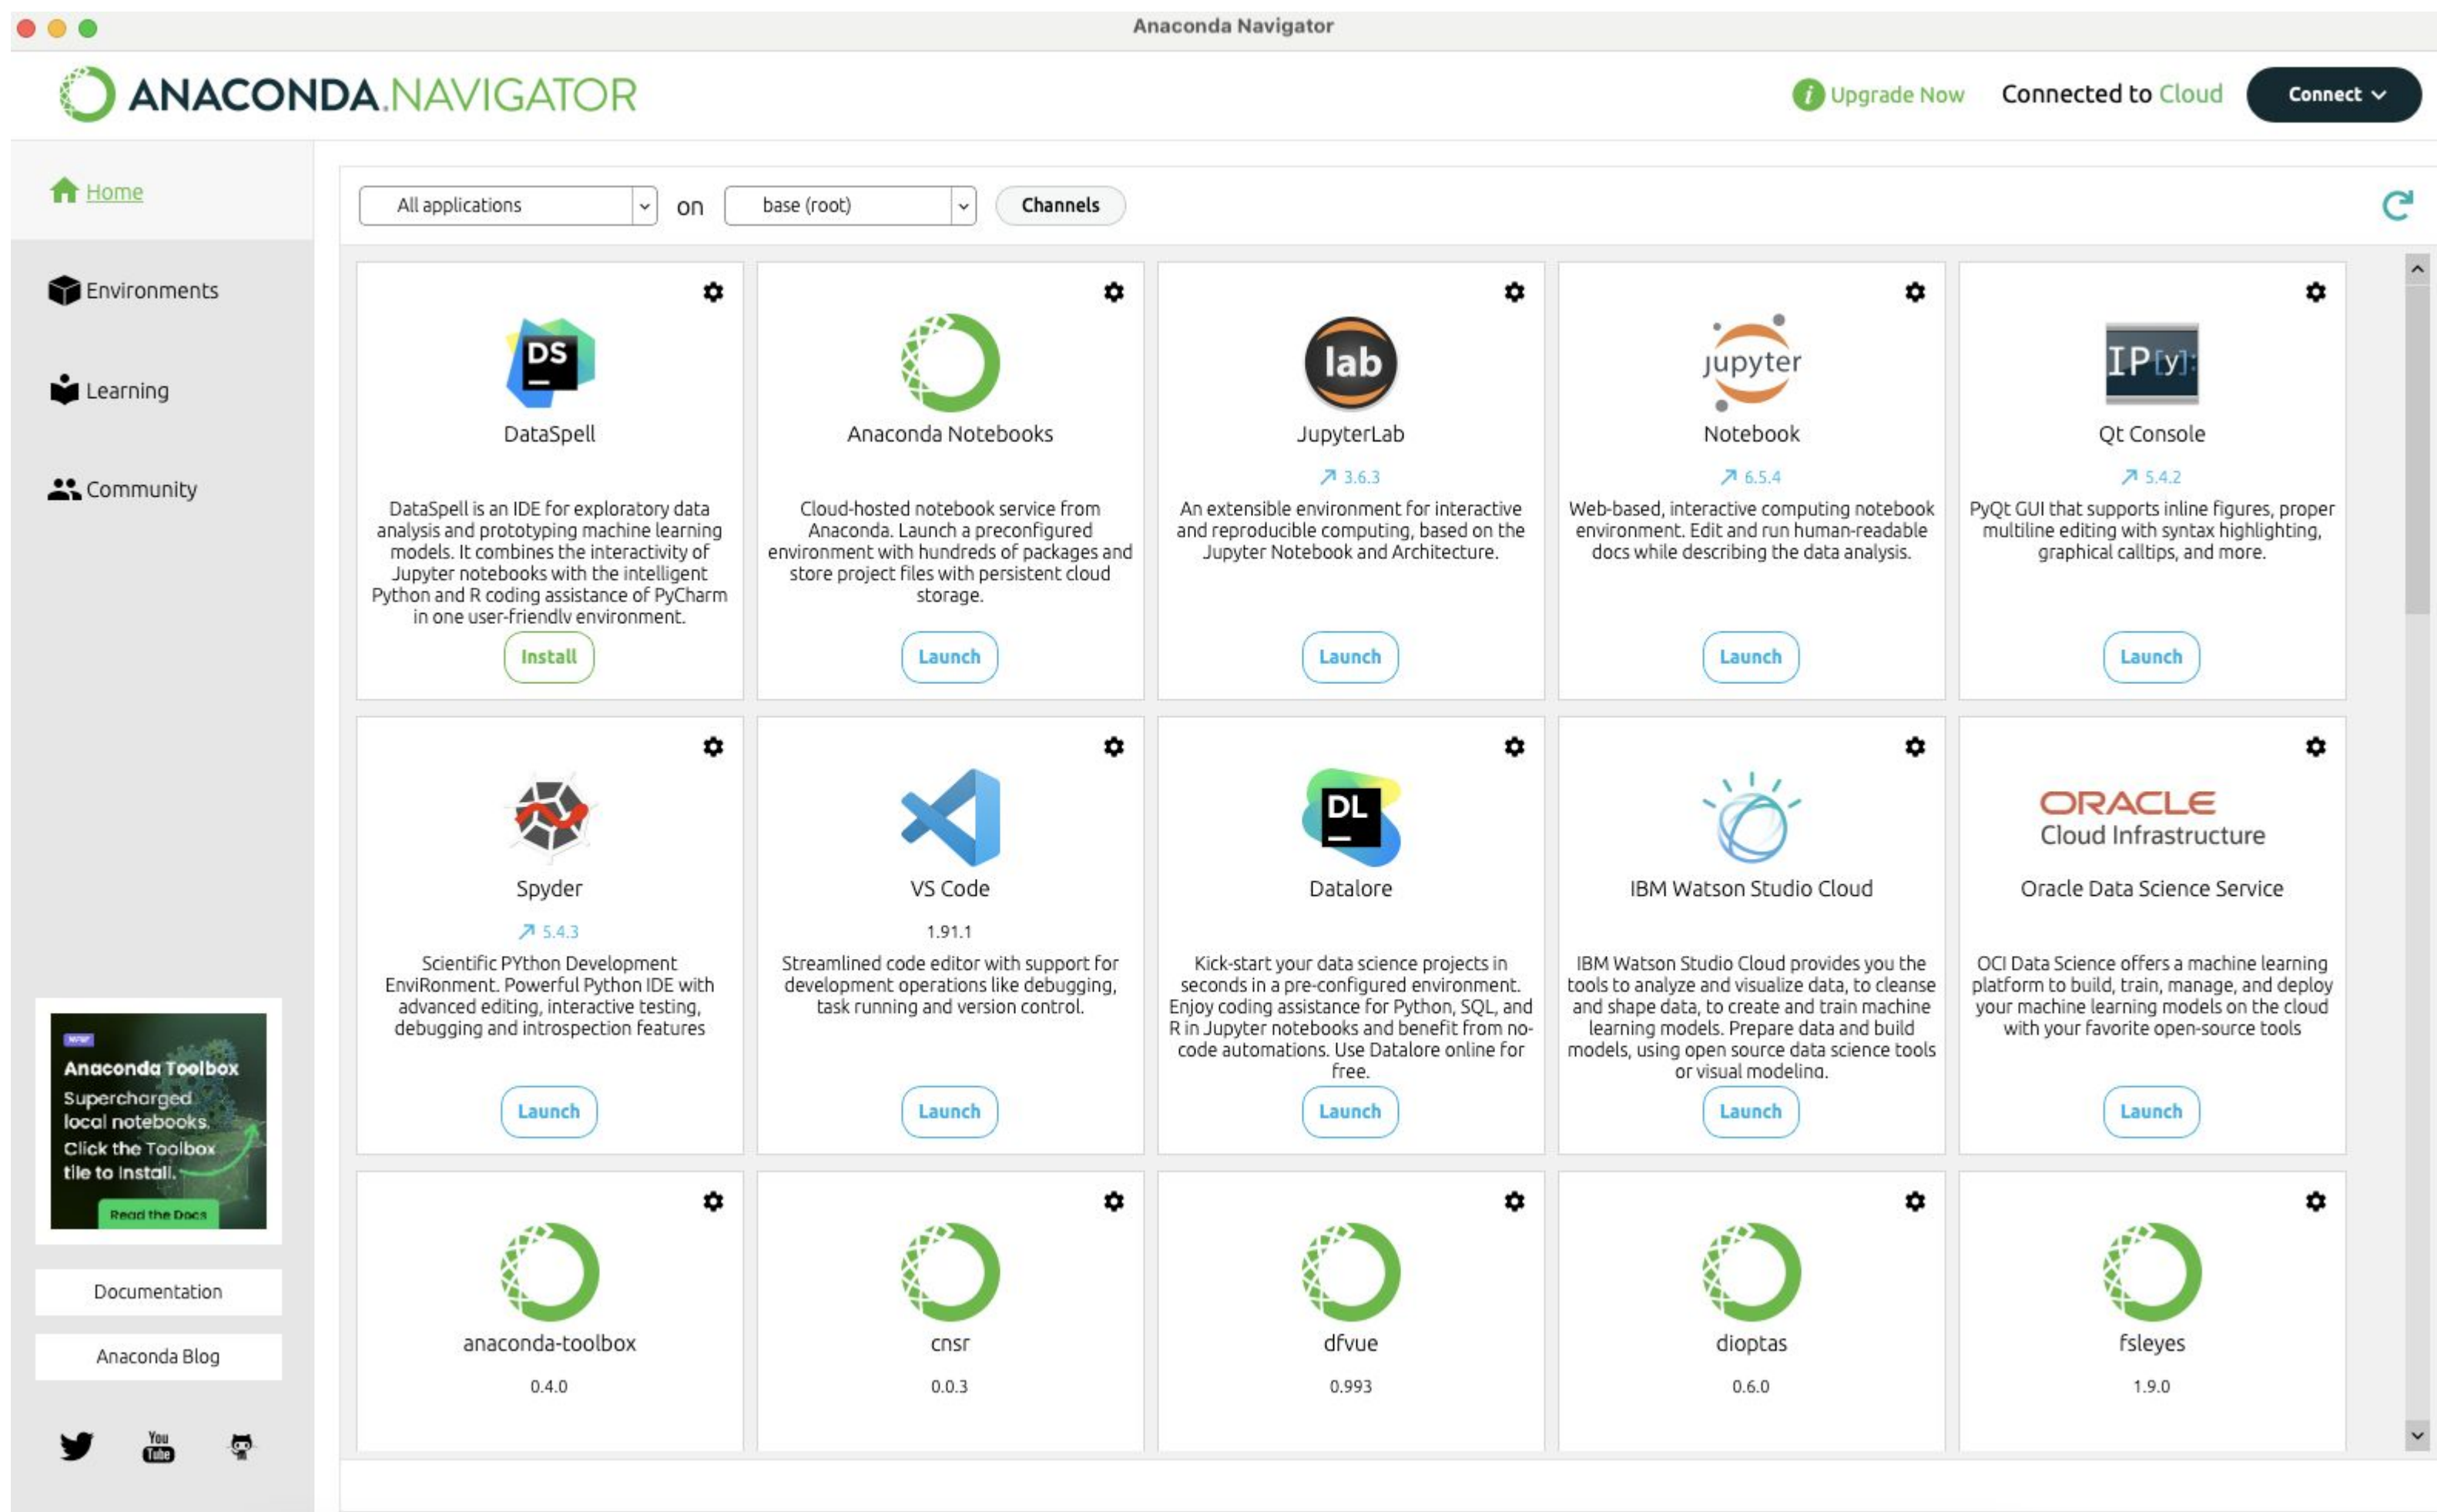 Anaconda Navigator
ANACONDA.NAVIGATOR
i Upgrade Now
Connected to Cloud
Connect
Home
Environments
Learning
Community
All applications
on
base (root)
Channels
DS
DataSpell
DataSpell is an IDE for exploratory data
analysis and prototyping machine learning
models. It combines the interactivity of
Jupyter notebooks with the intelligent
Python and R coding assistance of PyCharm
in one user-friendly environment.
Install
Anaconda Notebooks
Cloud-hosted notebook service from
Anaconda. Launch a preconfigured
environment with hundreds of packages and
store project files with persistent cloud
storage.
Launch
lab
JupyterLab
3.6.3
An extensible environment for interactive
and reproducible computing, based on the
Jupyter Notebook and Architecture.
Launch
jupyter
Notebook
6.5.4
Web-based, interactive computing notebook
environment. Edit and run human-readable
docs while describing the data analysis.
Launch
IP[y]:
Qt Console
5.4.2
PyQt GUI that supports inline figures, proper
multiline editing with syntax highlighting,
graphical calltips, and more.
Launch
Spyder
5.4.3
Scientific PYthon Development
EnviRonment. Powerful Python IDE with
advanced editing, interactive testing,
debugging and introspection features
Launch
VS Code
1.91.1
Streamlined code editor with support for
development operations like debugging,
task running and version control.
Launch
DL
Datalore
Kick-start your data science projects in
seconds in a pre-configured environment.
Enjoy coding assistance for Python, SQL, and
R in Jupyter notebooks and benefit from no-
code automations. Use Datalore online for
free.
Launch
IBM Watson Studio Cloud
IBM Watson Studio Cloud provides you the
tools to analyze and visualize data, to cleanse
and shape data, to create and train machine
learning models. Prepare data and build
models, using open source data science tools
or visual modeling.
Launch
ORACLE
Cloud Infrastructure
Oracle Data Science Service
OCI Data Science offers a machine learning
platform to build, train, manage, and deploy
your machine learning models on the cloud
with your favorite open-source tools
Launch
anaconda-toolbox
0.4.0
cnsr
0.0.3
dfvue
0.993
dioptas
0.6.0
fsleyes
1.9.0
NEW
Anaconda Toolbox
Supercharged
local notebooks.
Click the Toolbox
tile to Install.
Read the Docs
Documentation
Anaconda Blog
You
Tube